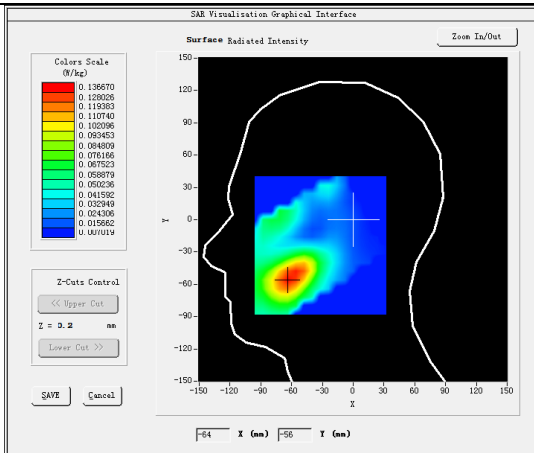 SAR Visualisation Graphical Interface
Surface Radiated Intensity
Zoom In/Out
Colors Scale
(W/kg)
0.136670
0.128026
0.119383
0.110740
0.102096
0.093453
0.084809
0.076166
0.067523
0.058879
0.050236
0.041592
0.032949
0.024306
0.015662
0.007019
Z-Cuts Control
<< Upper Cut
Z = 0.2 mm
Lower Cut >>
SAVE Cancel
150
120
90
60
30
0
-30
-60
-90
-120
-150
Y
-150 -120 -90 -60 -30 0 30 60 90 120 150
X
-64 X (mm) -56 Y (mm)